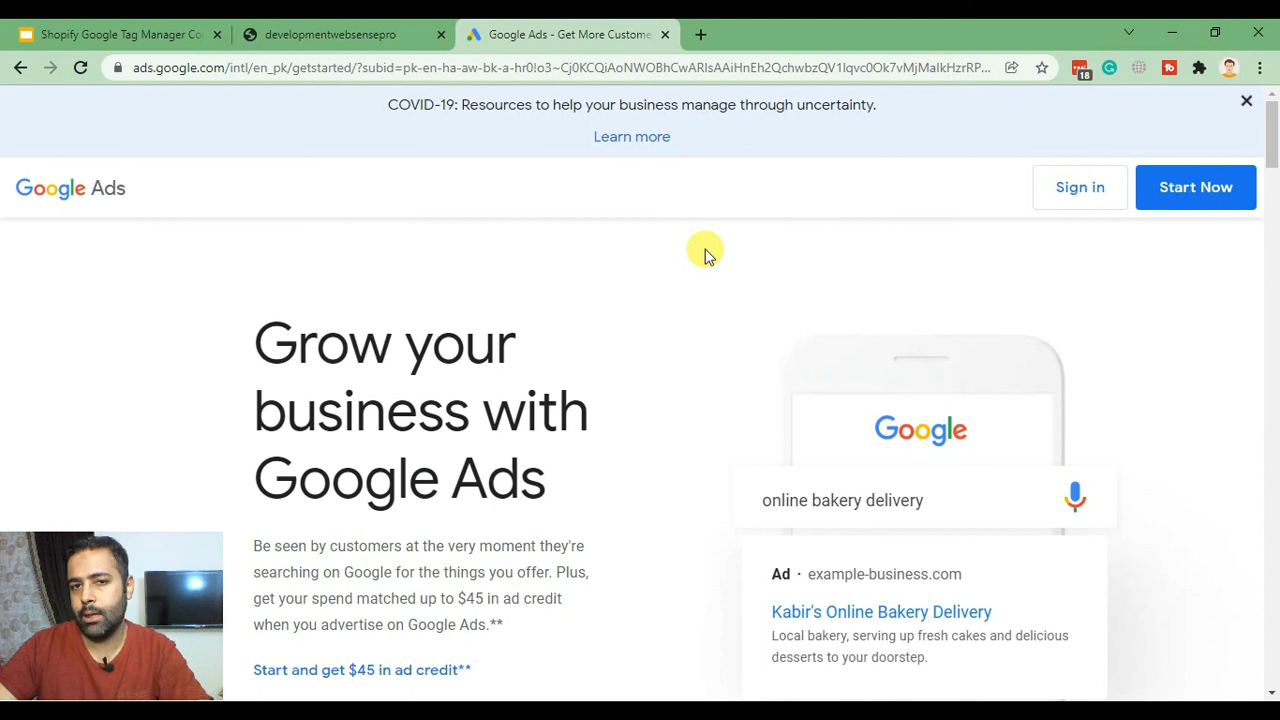 Shopify Google Tag Manager Co
developmentwebsensepro
Google Ads - Get More Custome
ads.google.com/intl/en_pk/getstarted/?subid=pk-en-ha-aw-bk-a-hr0!o3~Cj0KCQiAoNWOBhCwARIsAAiHnEh2QchwbzQV1Iqvc0Ok7vMjMaIkHzrRP...
18
COVID-19: Resources to help your business manage through uncertainty.
Learn more
Google Ads
Sign in
Start Now
Grow your
business with
Google Ads
Be seen by customers at the very moment they're
searching on Google for the things you offer. Plus,
get your spend matched up to $45 in ad credit
when you advertise on Google Ads.**
Start and get $45 in ad credit**
Google
online bakery delivery
Ad · example-business.com
Kabir's Online Bakery Delivery
Local bakery, serving up fresh cakes and delicious
desserts to your doorstep.